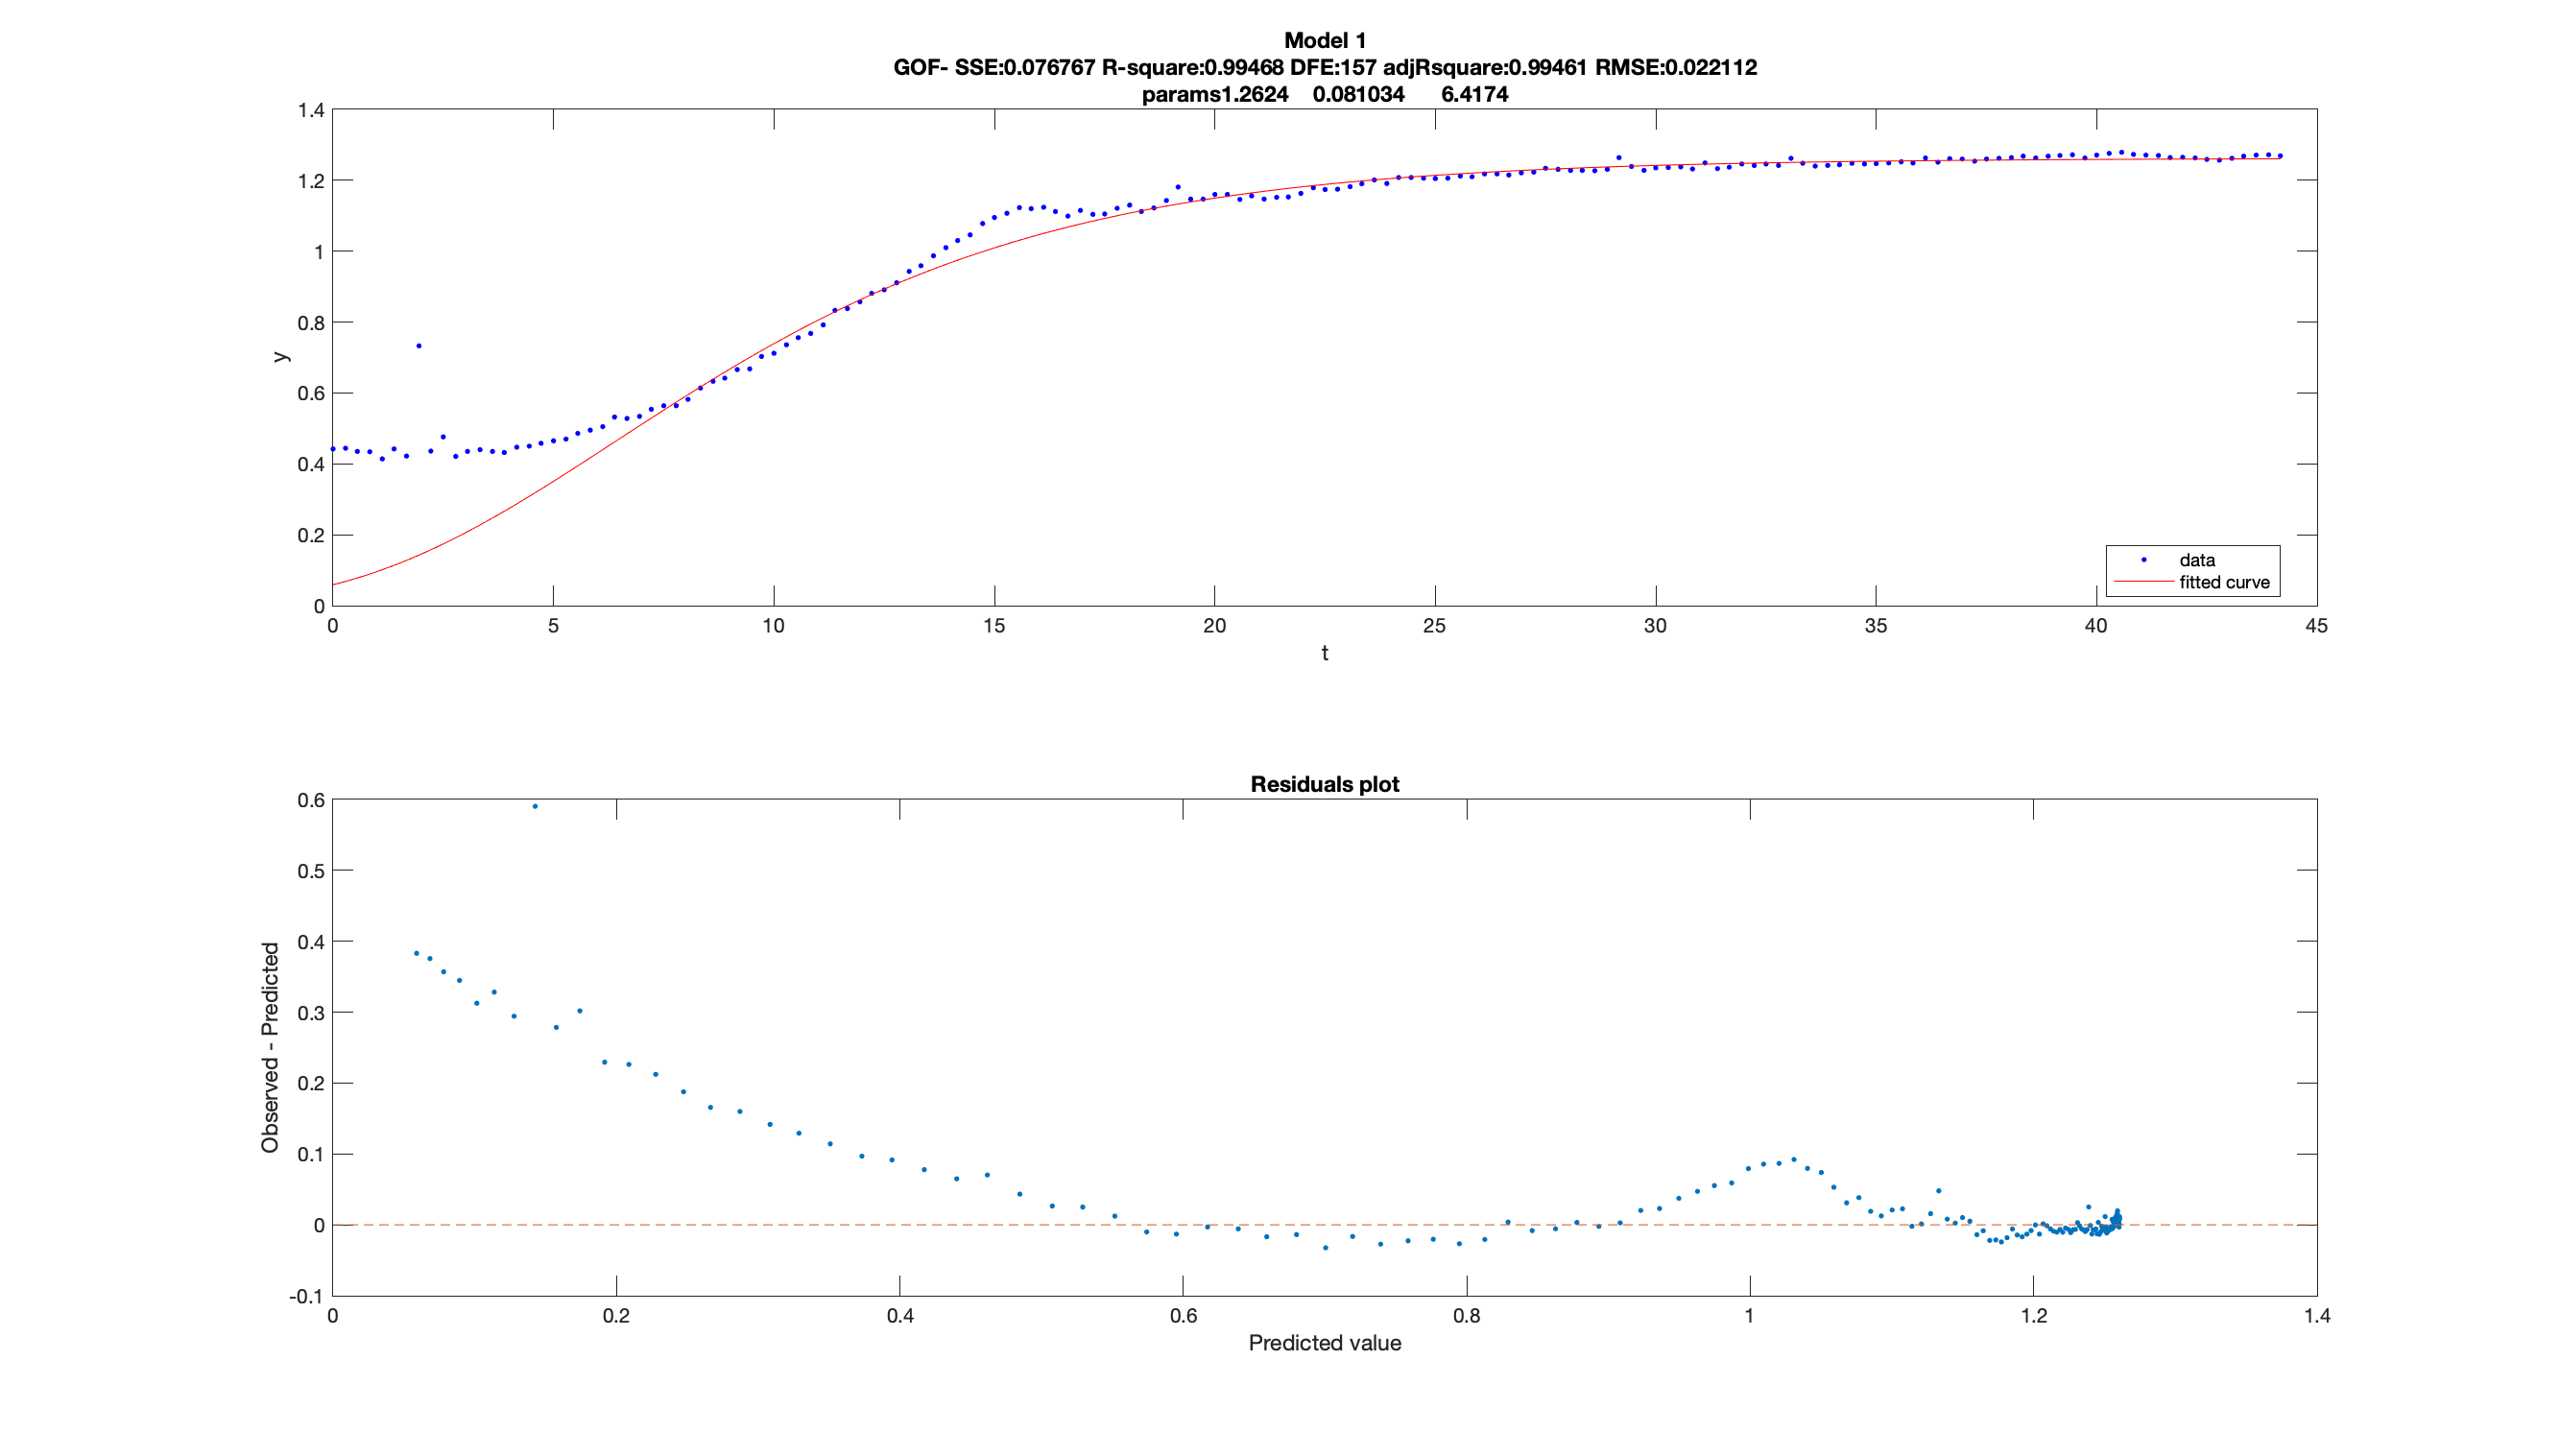 Model 1
GOF- SSE:0.076767 R-square:0.99468 DFE:157 adjRsquare:0.99461 RMSE:0.022112
params1.2624 0.081034 6.4174
1.4
1.2
1
0.8
0.6
0.4
0.2
0
y
0 5 10 15 20 25 30 35 40 45
t
data
fitted curve
Residuals plot
0.6
0.5
0.4
0.3
0.2
0.1
0
-0.1
Observed - Predicted
0 0.2 0.4 0.6 0.8 1 1.2 1.4
Predicted value